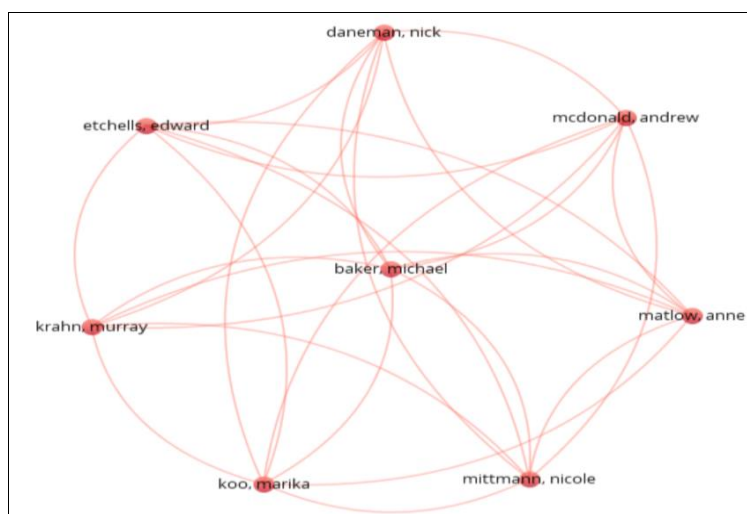 daneman, nick
mcdonald, andrew
etchells, edward
baker, michael
matlow, anne
krahn, murray
mittmann, nicole
koo, marika